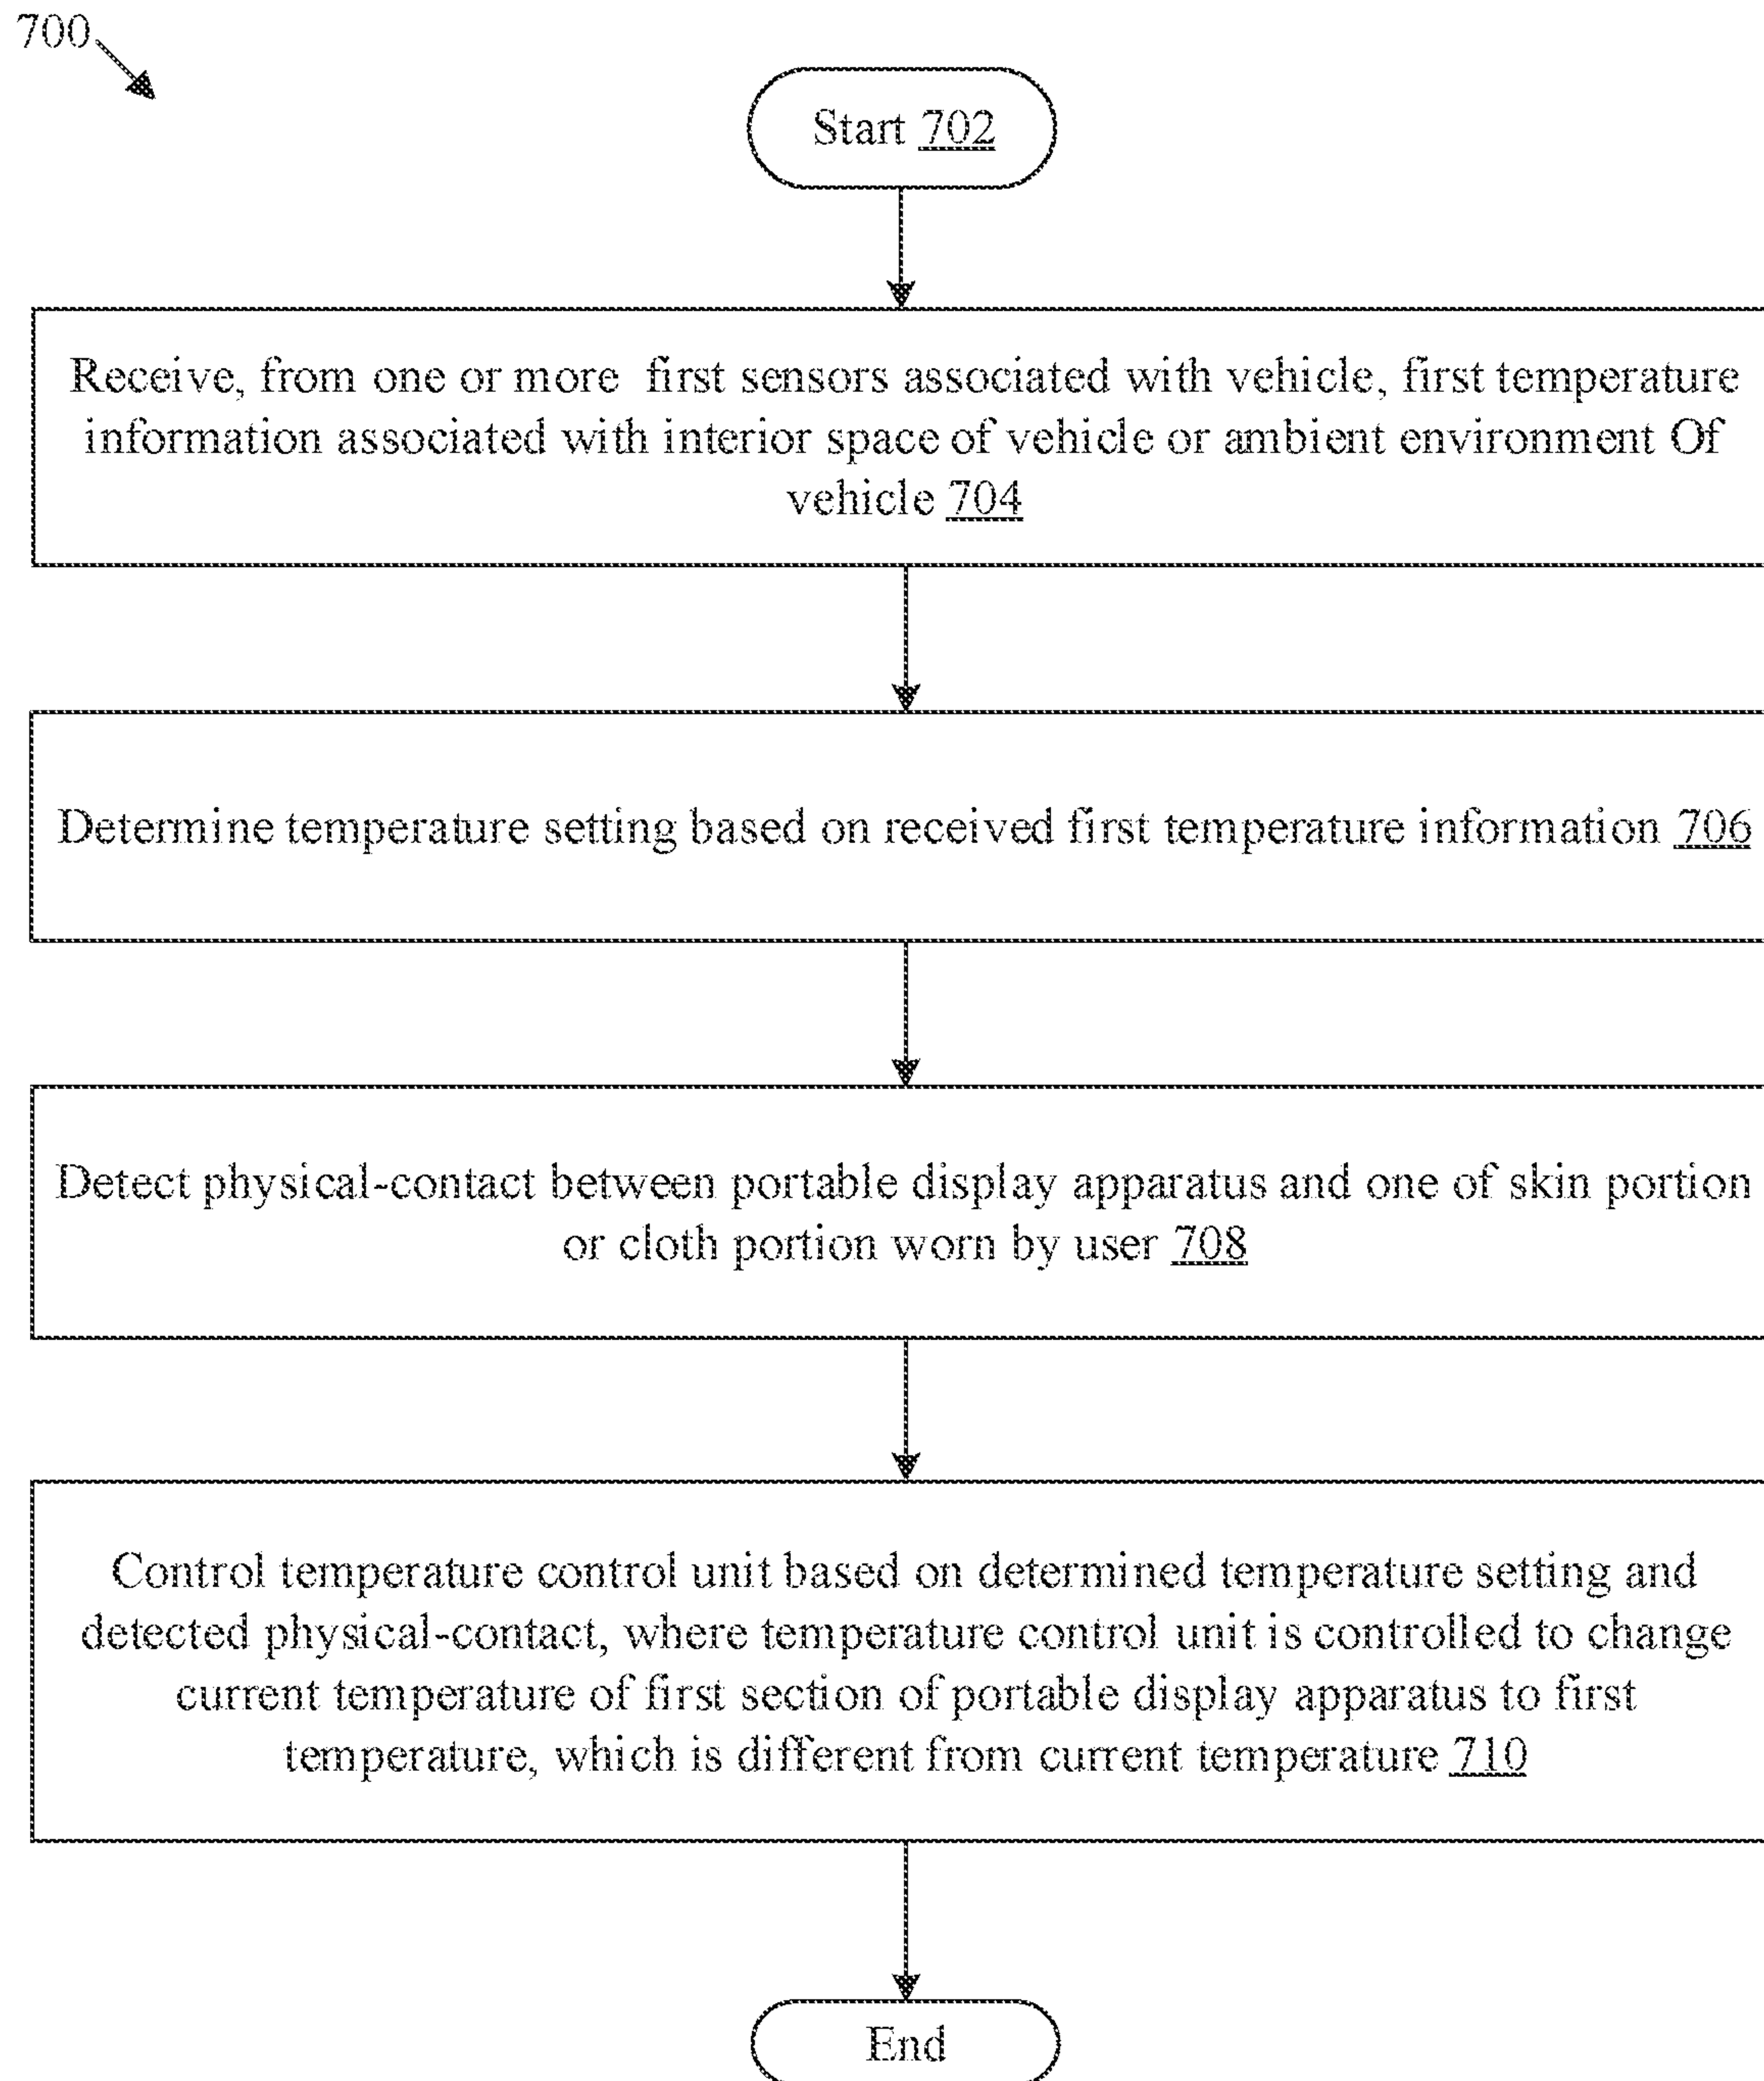 700
Start 702
Receive, from one or more first sensors associated with vehicle, first temperature
information associated with interior space of vehicle or ambient environment Of
vehicle 704
Determine temperature setting based on received first temperature information 706
Detect physical-contact between portable display apparatus and one of skin portion
or cloth portion worn by user 708
Control temperature control unit based on determined temperature setting and
detected physical-contact, where temperature control unit is controlled to change
current temperature of first section of portable display apparatus to first
temperature, which is different from current temperature 710
End